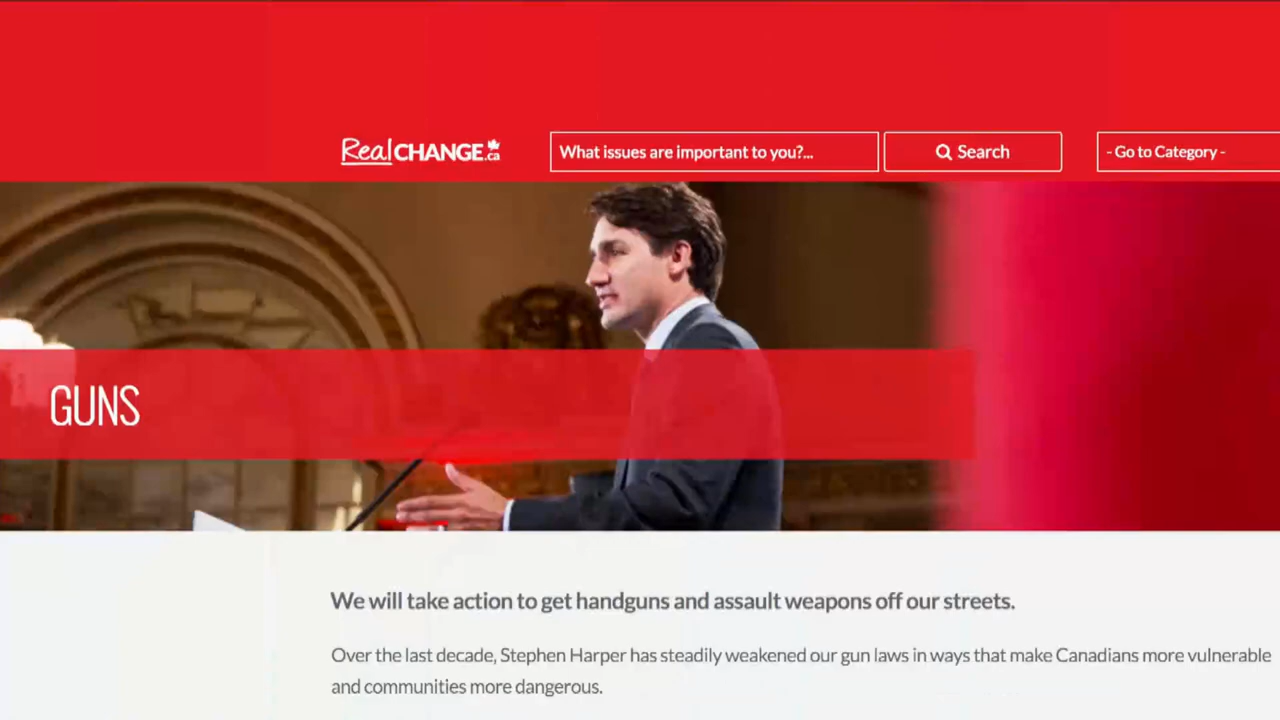 RealCHANGE.ca
What issues are important to you?...
Search
- Go to Category -
GUNS
We will take action to get handguns and assault weapons off our streets.
Over the last decade, Stephen Harper has steadily weakened our gun laws in ways that make Canadians more vulnerable
and communities more dangerous.